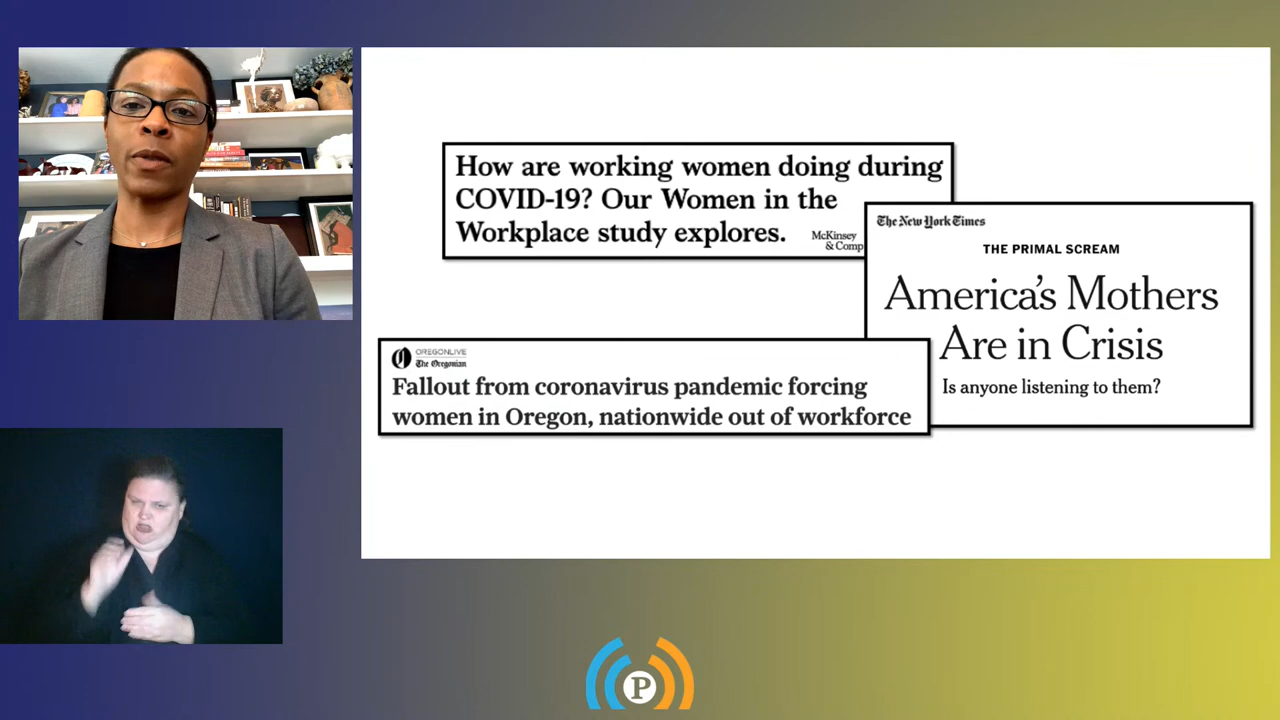 How are working women doing during
COVID-19? Our Women in the
Workplace study explores.
McKinsey
& Comp
The New York Times
THE PRIMAL SCREAM
America's Mothers
Are in Crisis
Is anyone listening to them?
OREGONLIVE
The Oregonian
Fallout from coronavirus pandemic forcing
women in Oregon, nationwide out of workforce
P